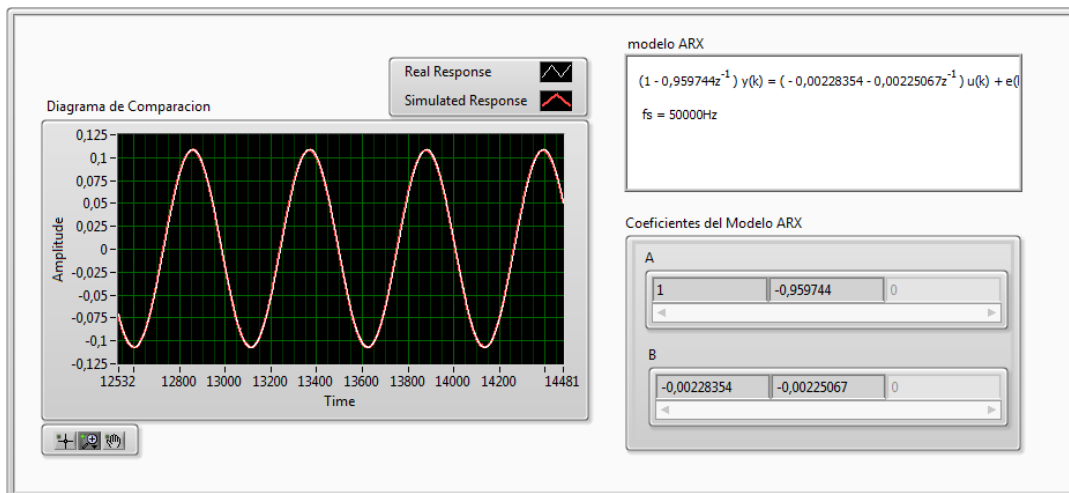 modelo ARX
(1 - 0,959744z⁻¹) y(k) = ( - 0,00228354 - 0,00225067z⁻¹) u(k) + e(
fs = 50000Hz
Real Response
Simulated Response
Diagrama de Comparacion
0,125
0,1
0,075
0,05
0,025
0
-0,025
-0,05
-0,075
-0,1
-0,125
Amplitude
12532 12800 13000 13200 13400 13600 13800 14000 14200 14481
Time
Coeficientes del Modelo ARX
A
1 -0,959744 0
B
-0,00228354 -0,00225067 0